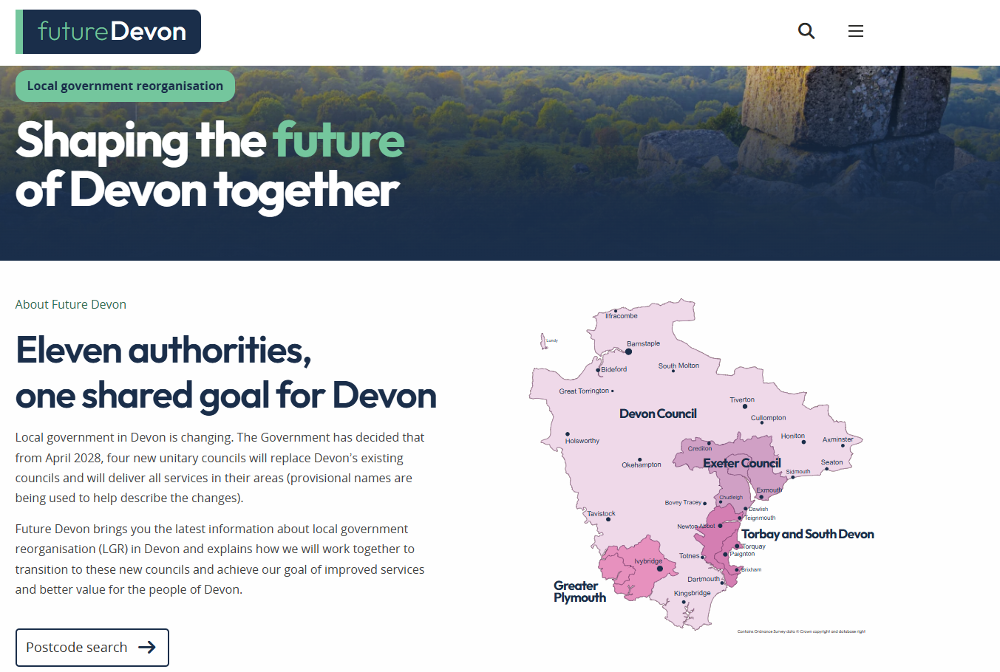 futureDevon
Local government reorganisation
Shaping the future
of Devon together
About Future Devon
Eleven authorities,
one shared goal for Devon
Local government in Devon is changing. The Government has decided that
from April 2028, four new unitary councils will replace Devon's existing
councils and will deliver all services in their areas (provisional names are
being used to help describe the changes).
Future Devon brings you the latest information about local government
reorganisation (LGR) in Devon and explains how we will work together to
transition to these new councils and achieve our goal of improved services
and better value for the people of Devon.
Postcode search
Ilfracombe
Lundy
Barnstaple
Bideford
South Molton
Great Torrington
Tiverton
Devon Council
Cullompton
Holsworthy
Honiton
Axminster
Crediton
Okehampton
Exeter Council
Seaton
Sidmouth
Exmouth
Chudleigh
Bovey Tracey
Dawlish
Tavistock
Teignmouth
Newton Abbot
Torbay and South Devon
Torquay
Totnes
Paignton
Ivybridge
Brixham
Dartmouth
Greater
Plymouth
Kingsbridge
Contains Ordnance Survey data © Crown copyright and database right